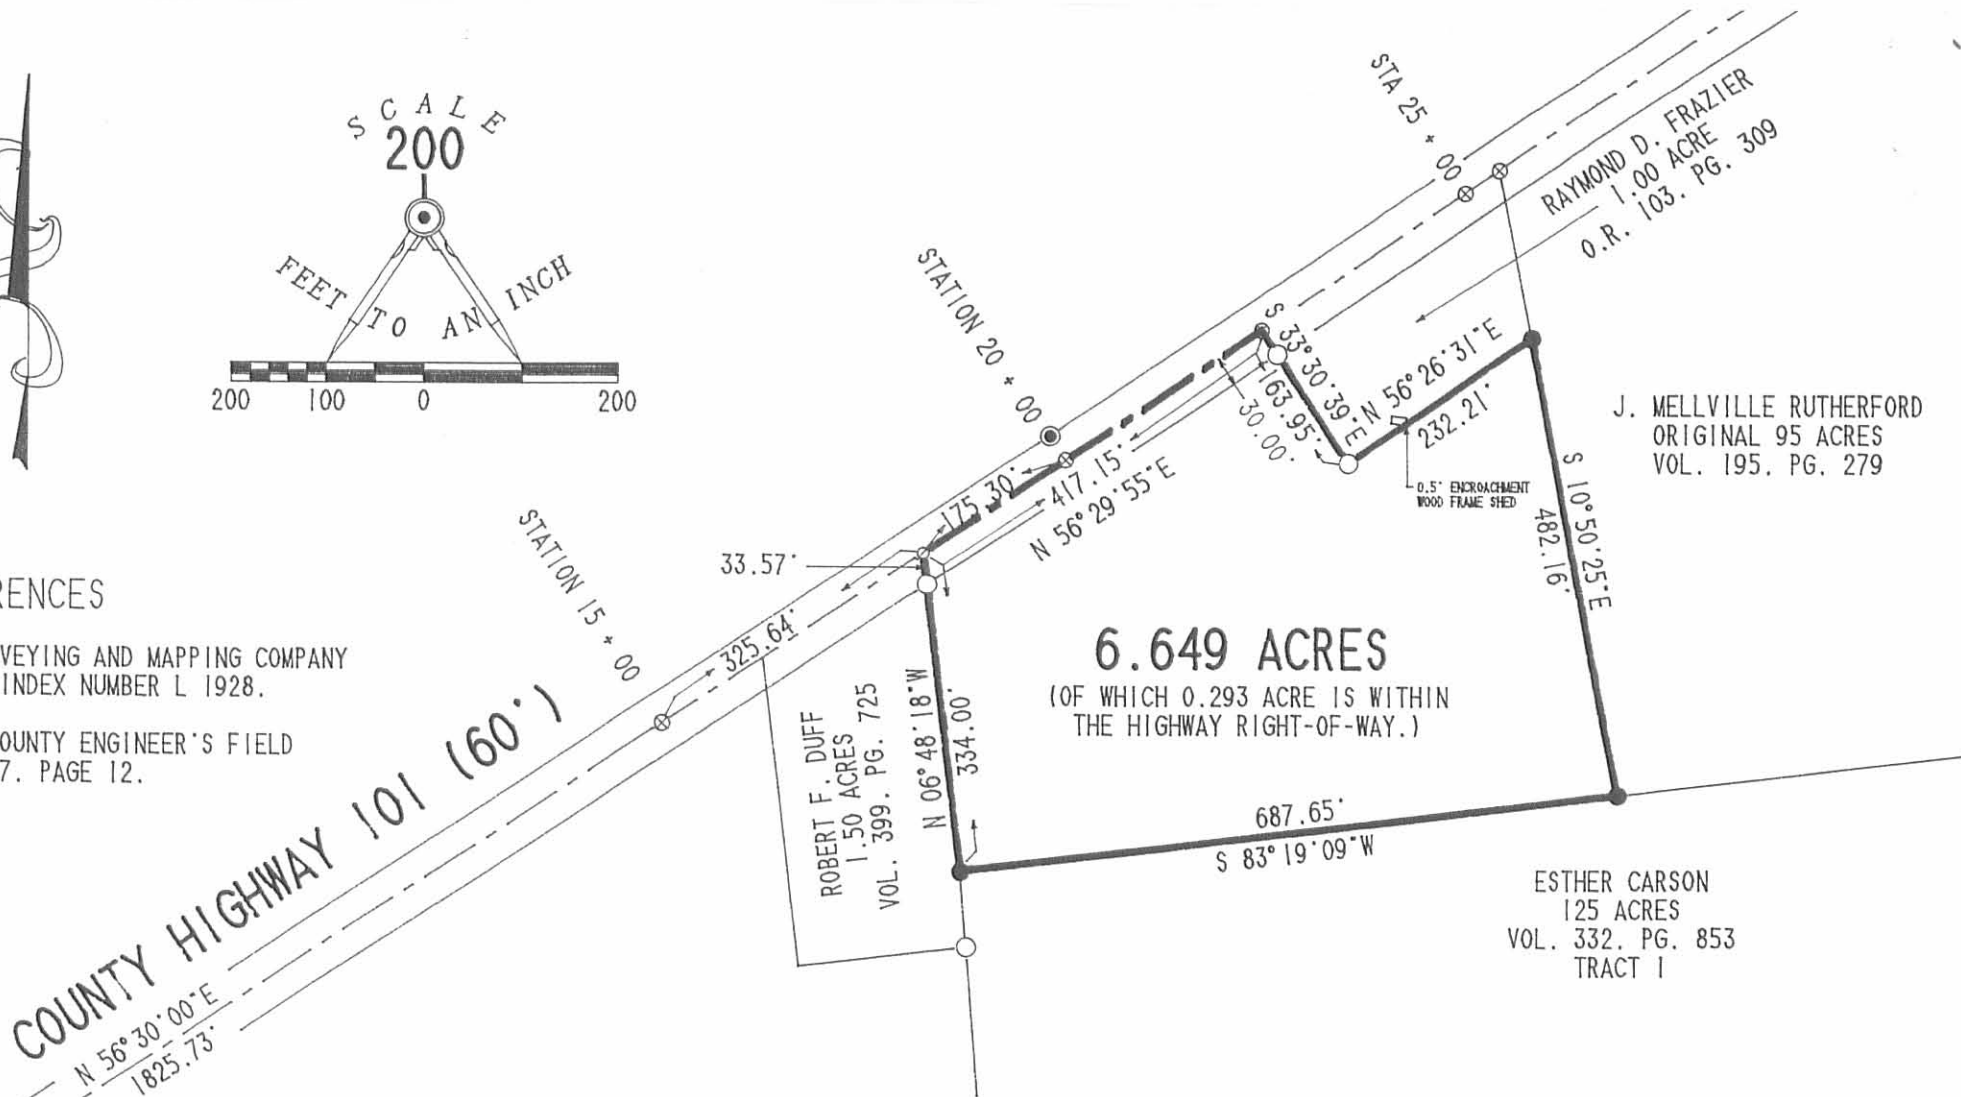 SCALE
200
FEET TO AN INCH
200 100 0 200
STA 25 + 00
RAYMOND D. FRAZIER
1.00 ACRE
O.R. 103. PG. 309
STATION 20 + 00
S 33°30'39"E
163.95'
30.00'
N 56°26'31"E
232.21'
0.5' ENCROACHMENT
WOOD FRAME SHED
J. MELLVILLE RUTHERFORD
ORIGINAL 95 ACRES
VOL. 195. PG. 279
S 10°50'25"E
482.16'
175.30'
417.15'
N 56°29'55"E
33.57'
STATION 15 + 00
325.64'
RENCES
VEYING AND MAPPING COMPANY
INDEX NUMBER L 1928.
OUNTY ENGINEER'S FIELD
7. PAGE 12.
6.649 ACRES
(OF WHICH 0.293 ACRE IS WITHIN
THE HIGHWAY RIGHT-OF-WAY.)
ROBERT F. DUFF
1.50 ACRES
VOL. 399. PG. 725
N 06°48'18"W
334.00'
687.65'
S 83°19'09"W
ESTHER CARSON
125 ACRES
VOL. 332. PG. 853
TRACT 1
COUNTY HIGHWAY 101 (60')
N 56°30'00"E
1825.73'